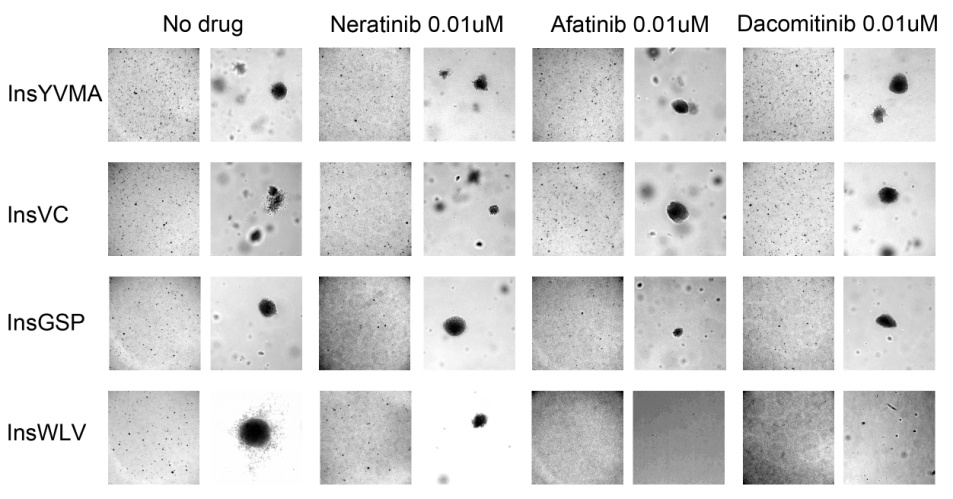 No drug Neratinib 0.01uM Afatinib 0.01uM Dacomitinib 0.01uM
InsYVMA
InsVC
InsGSP
InsWLV